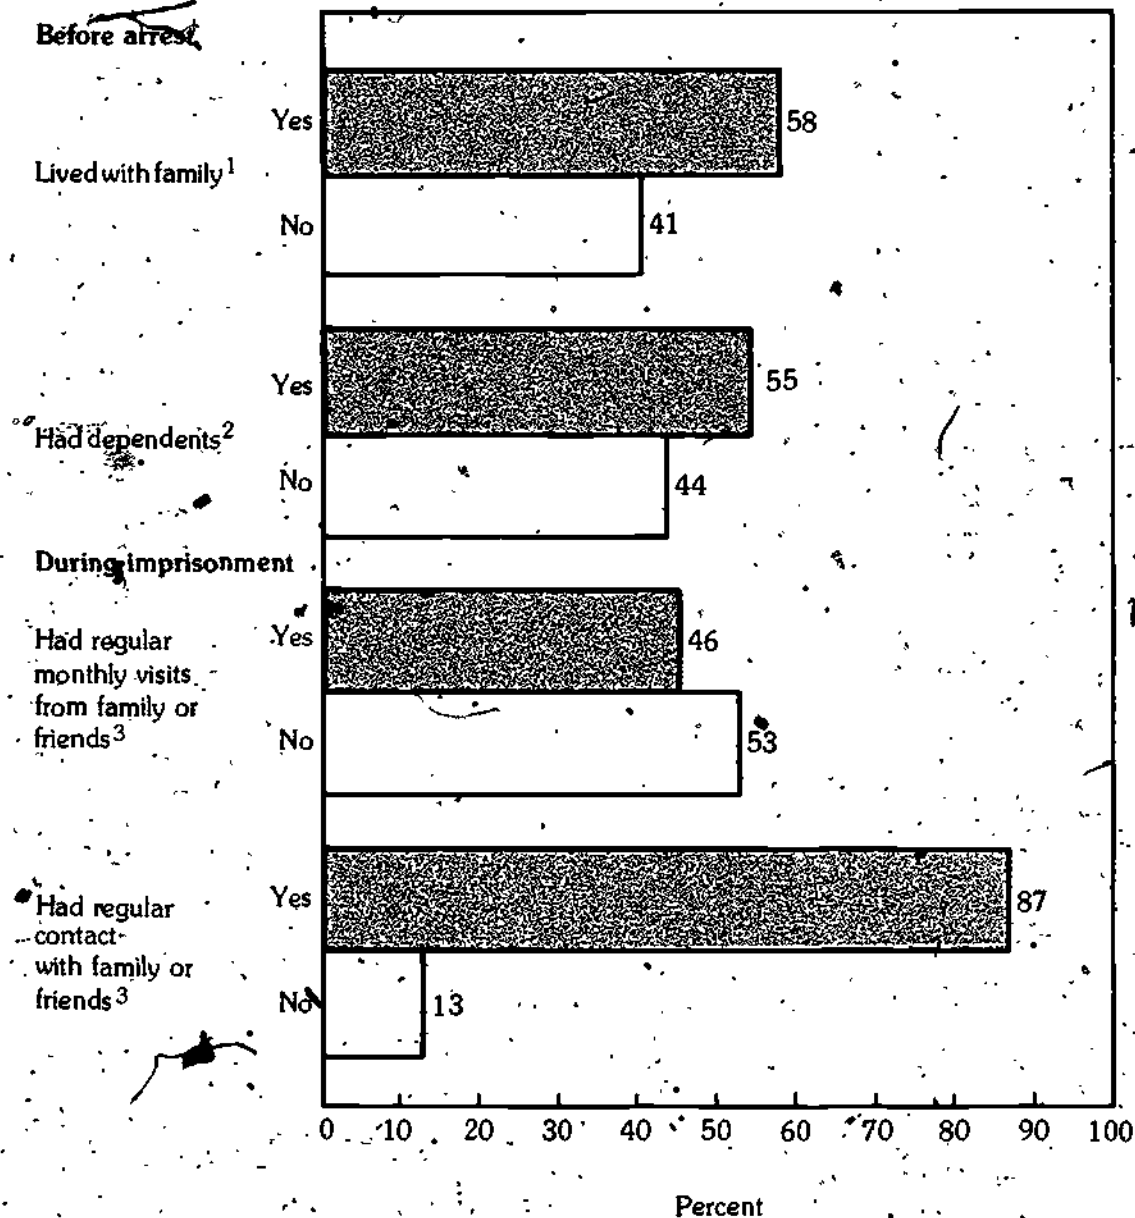 Before arrest
Yes 58
Lived with family1
No 41
Yes 55
Had dependents2
No 44
During imprisonment
Yes 46
Had regular
monthly visits
from family or
friends3
No 53
Yes 87
Had regular
contact
with family or
friends3
No 13
0 10 20 30 40 50 60 70 80 90 100
Percent